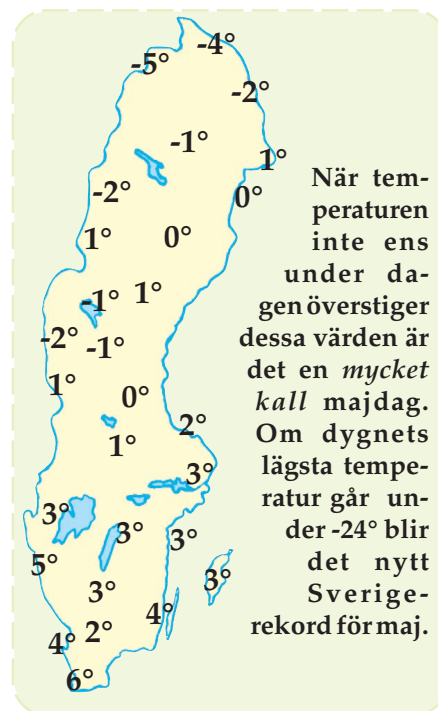 -4°
-5°
-2°
-1°
1°
-2°
0°
1°
0°
-1°
1°
-2°
-1°
1°
0°
2°
1°
3°
3°
3°
3°
5°
3°
3°
4°
2°
4°
6°
När tem-
peraturen
inte ens
under da-
gen överstiger
dessa värden är
det en mycket
kall majdag.
Om dygnets
lägsta tempe-
ratur går un-
der -24° blir
det nytt
Sverige-
rekord för maj.